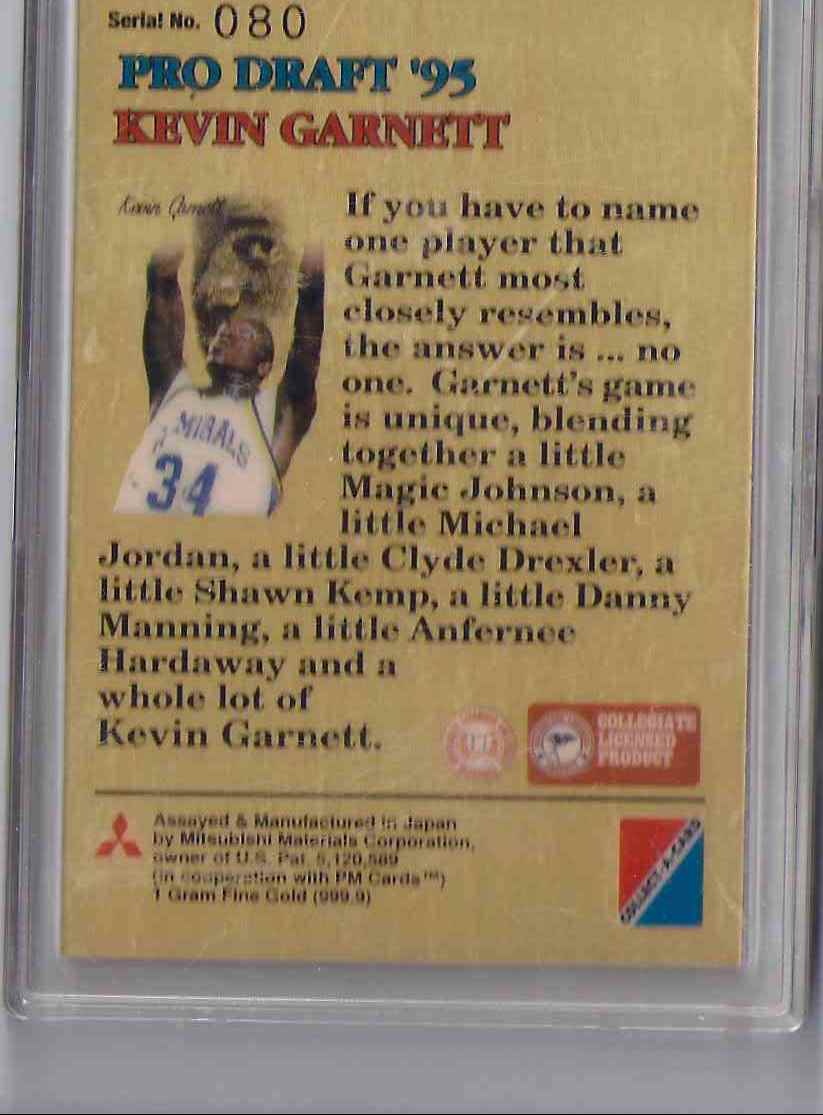 Serial No. 080
PRO DRAFT '95
KEVIN GARNETT
Kevin Garnett
If you have to name
one player that
Garnett most
closely resembles,
the answer is ... no
one. Garnett's game
is unique, blending
together a little
Magic Johnson, a
little Michael
Jordan, a little Clyde Drexler, a
little Shawn Kemp, a little Danny
Manning, a little Anfernee
Hardaway and a
whole lot of
Kevin Garnett.
MIRALS
34
COLLEGIATE
LICENSED
PRODUCT
Assayed & Manufactured in Japan
by Mitsubishi Materials Corporation,
owner of U.S. Pat. 5,120,589
(in cooperation with PM Cards™)
1 Gram Fine Gold (999.9)
COLLECT-A-CARD